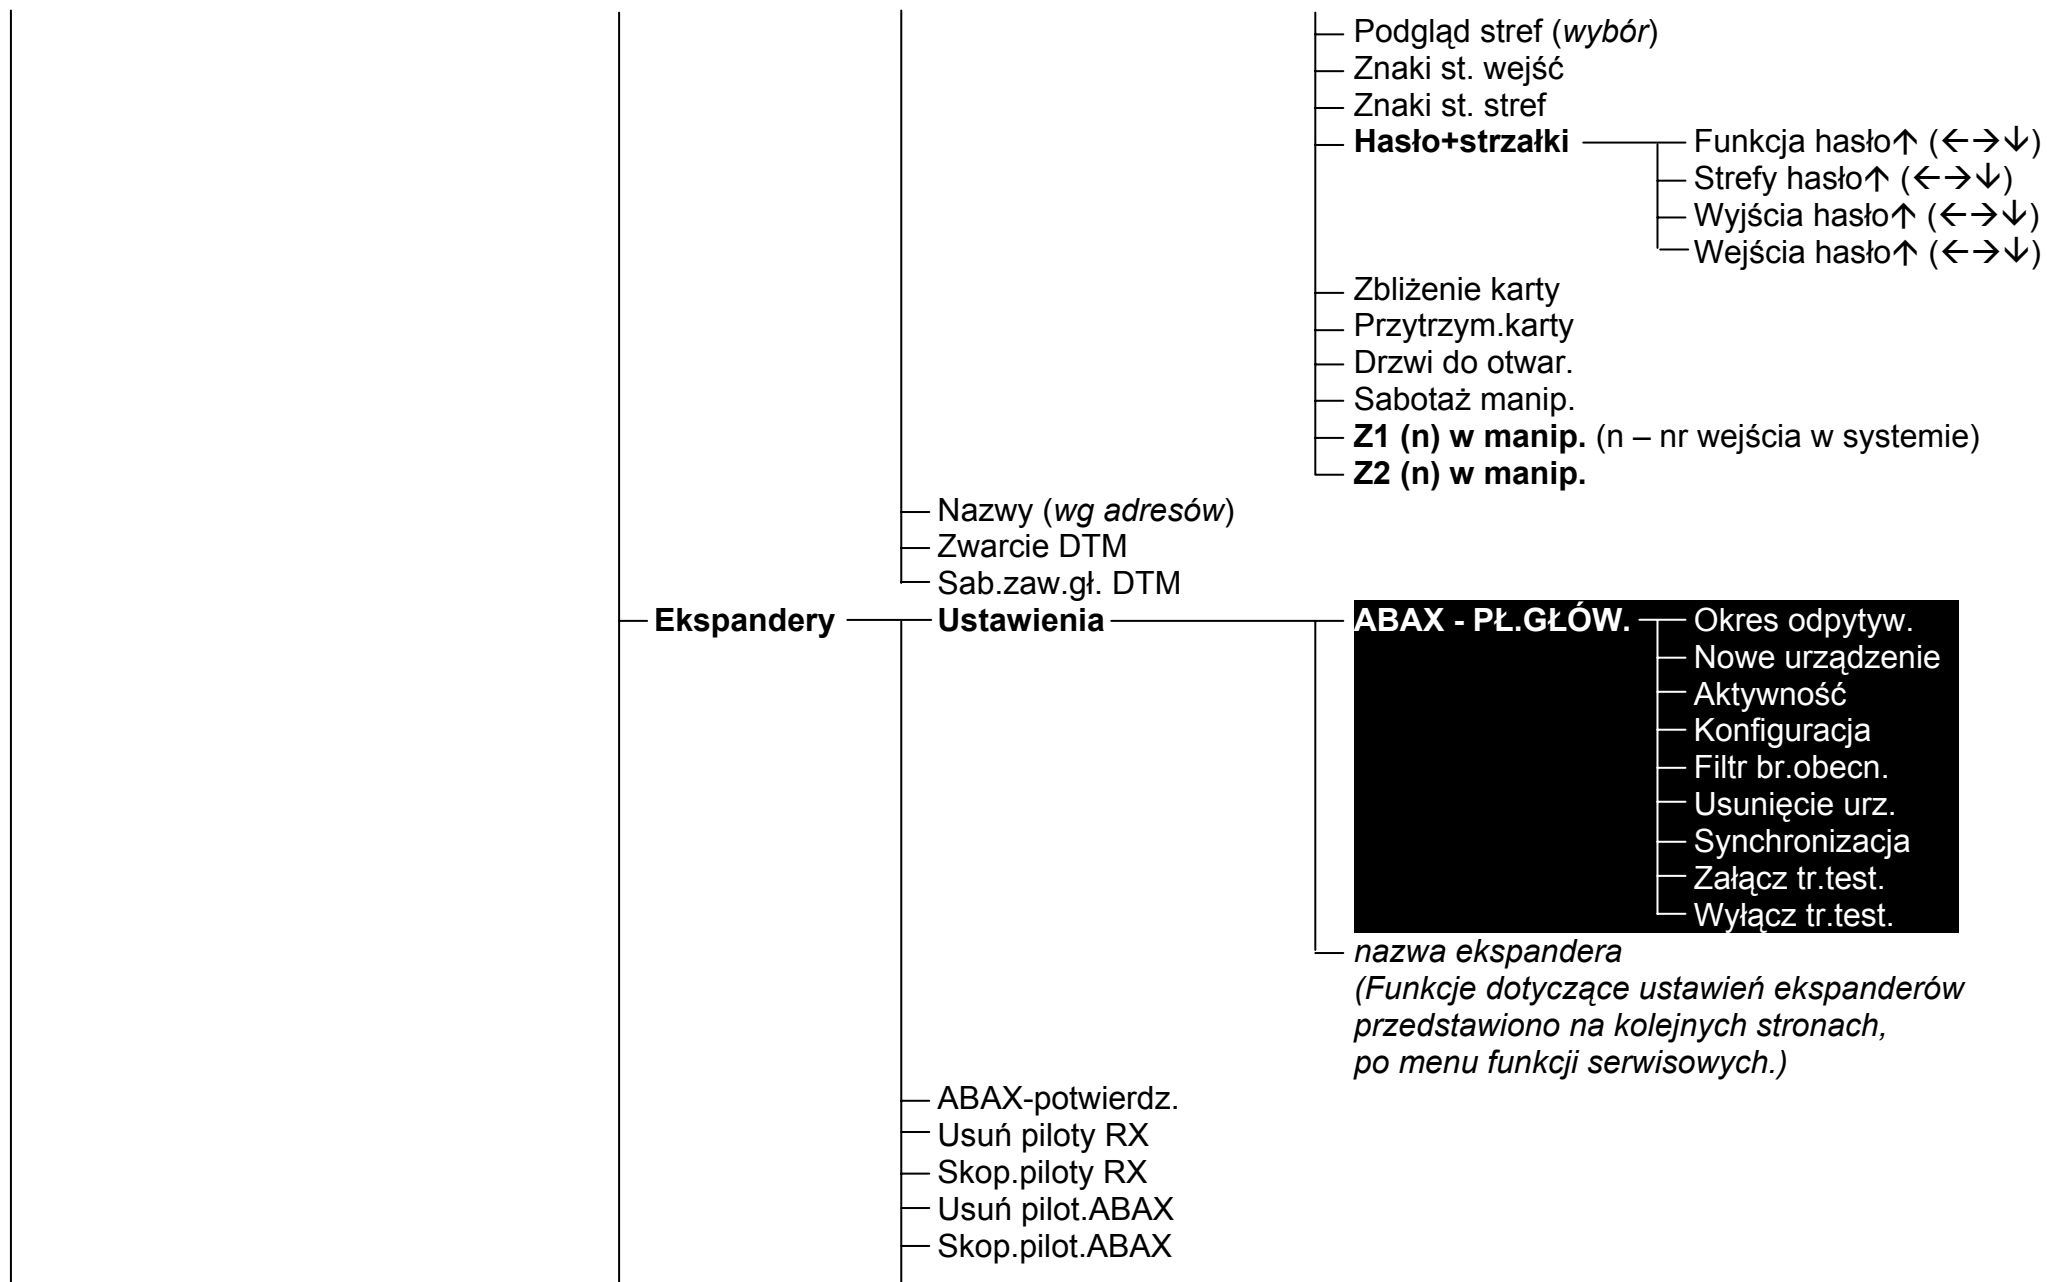 Podgląd stref (wybór)
Znaki st. wejść
Znaki st. stref
Hasło+strzałki Funkcja hasło↑ (←→↓)
Strefy hasło↑ (←→↓)
Wyjścia hasło↑ (←→↓)
Wejścia hasło↑ (←→↓)
Zbliżenie karty
Przytrzym.karty
Drzwi do otwar.
Sabotaż manip.
Z1 (n) w manip. (n – nr wejścia w systemie)
Z2 (n) w manip.
Nazwy (wg adresów)
Zwarcie DTM
Sab.zaw.gł. DTM
Ekspandery Ustawienia ABAX - PŁ.GŁÓW. Okres odpytyw.
Nowe urządzenie
Aktywność
Konfiguracja
Filtr br.obecn.
Usunięcie urz.
Synchronizacja
Załącz tr.test.
Wyłącz tr.test.
nazwa ekspandera
(Funkcje dotyczące ustawień ekspanderów
przedstawiono na kolejnych stronach,
po menu funkcji serwisowych.)
ABAX-potwierdz.
Usuń piloty RX
Skop.piloty RX
Usuń pilot.ABAX
Skop.pilot.ABAX